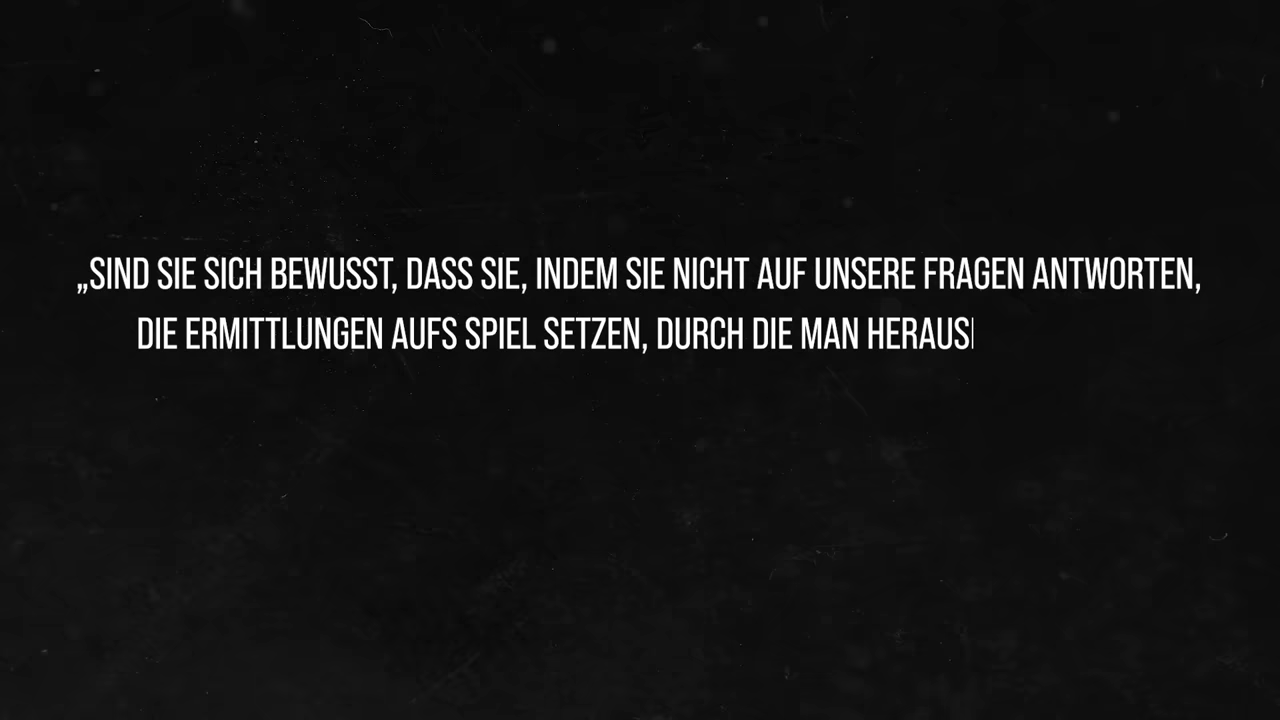 „SIND SIE SICH BEWUSST, DASS SIE, INDEM SIE NICHT AUF UNSERE FRAGEN ANTWORTEN,
DIE ERMITTLUNGEN AUFS SPIEL SETZEN, DURCH DIE MAN HERAUS